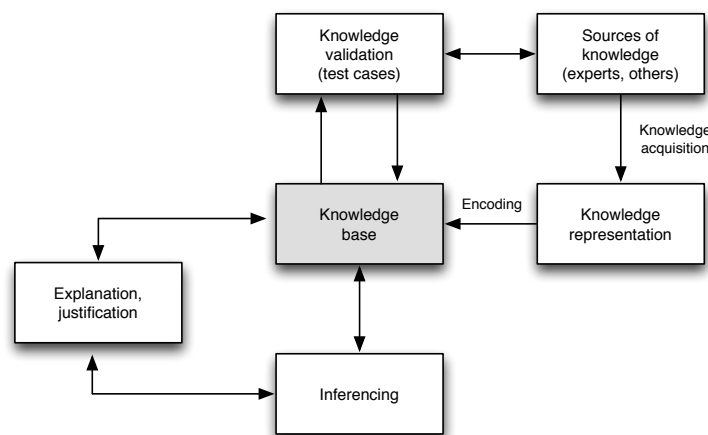 Knowledge
validation
(test cases)
Sources of
knowledge
(experts, others)
Knowledge
acquisition
Knowledge
base
Encoding
Knowledge
representation
Explanation,
justification
Inferencing